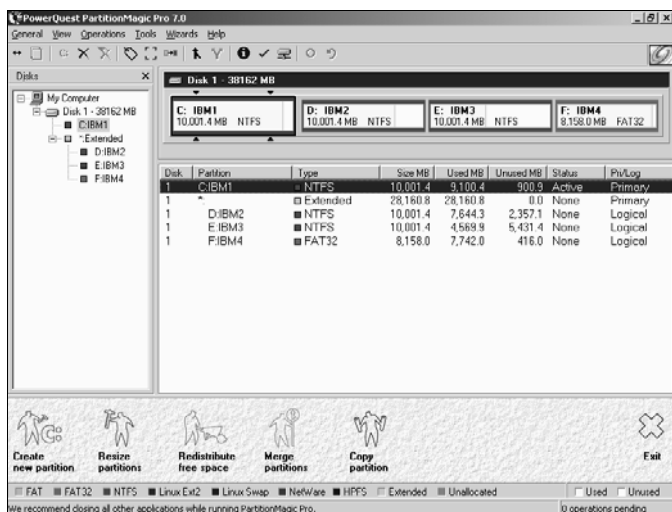 PowerQuest PartitionMagic Pro 7.0
General View Operations Tools Wizards Help
Disks
My Computer
Disk 1 - 38162 MB
C:IBM1
*:Extended
D:IBM2
E:IBM3
F:IBM4
Disk 1 - 38162 MB
C: IBM1
10,001.4 MB NTFS
D: IBM2
10,001.4 MB NTFS
E: IBM3
10,001.4 MB NTFS
F: IBM4
8,158.0 MB FAT32
Disk Partition Type Size MB Used MB Unused MB Status Pri/Log
1 C:IBM1 NTFS 10,001.4 9,100.4 900.9 Active Primary
1 *: Extended 28,160.8 28,160.8 0.0 None Primary
1 D:IBM2 NTFS 10,001.4 7,644.3 2,357.1 None Logical
1 E:IBM3 NTFS 10,001.4 4,569.9 5,431.4 None Logical
1 F:IBM4 FAT32 8,158.0 7,742.0 416.0 None Logical
Create new partition
Resize partitions
Redistribute free space
Merge partitions
Copy partition
Exit
FAT FAT32 NTFS Linux Ext2 Linux Swap NetWare HPFS Extended Unallocated Used Unused
We recommend closing all other applications while running PartitionMagic Pro. 0 operations pending